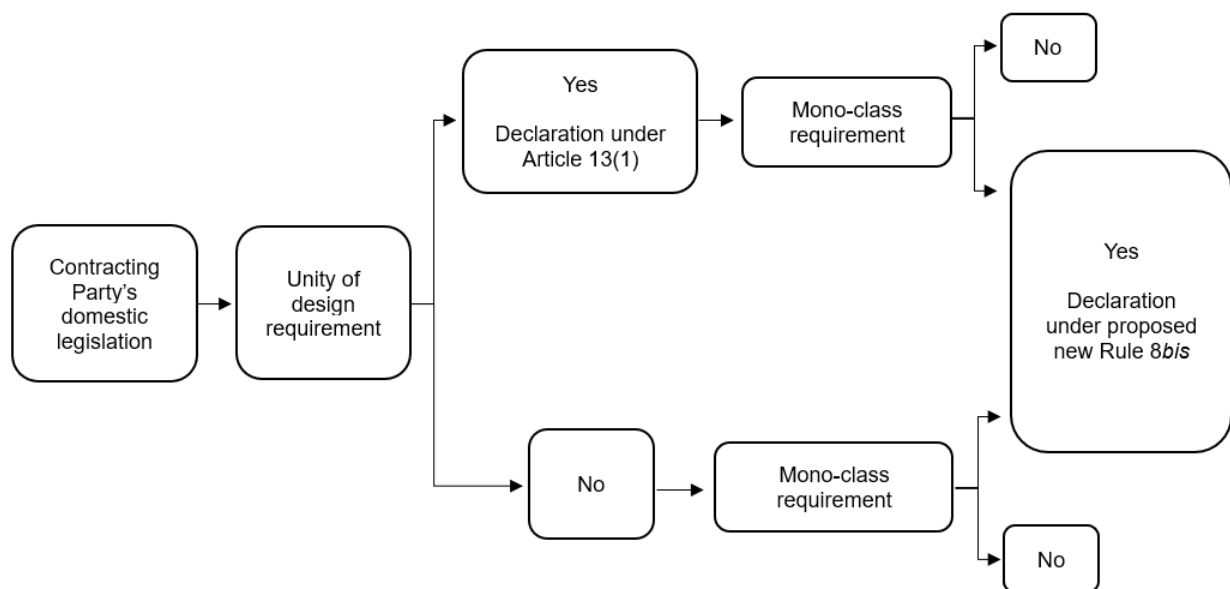 Contracting
Party's
domestic
legislation
Unity of
design
requirement
Yes
Declaration under
Article 13(1)
Mono-class
requirement
No
Yes
Declaration
under proposed
new Rule 8bis
No
Mono-class
requirement
No